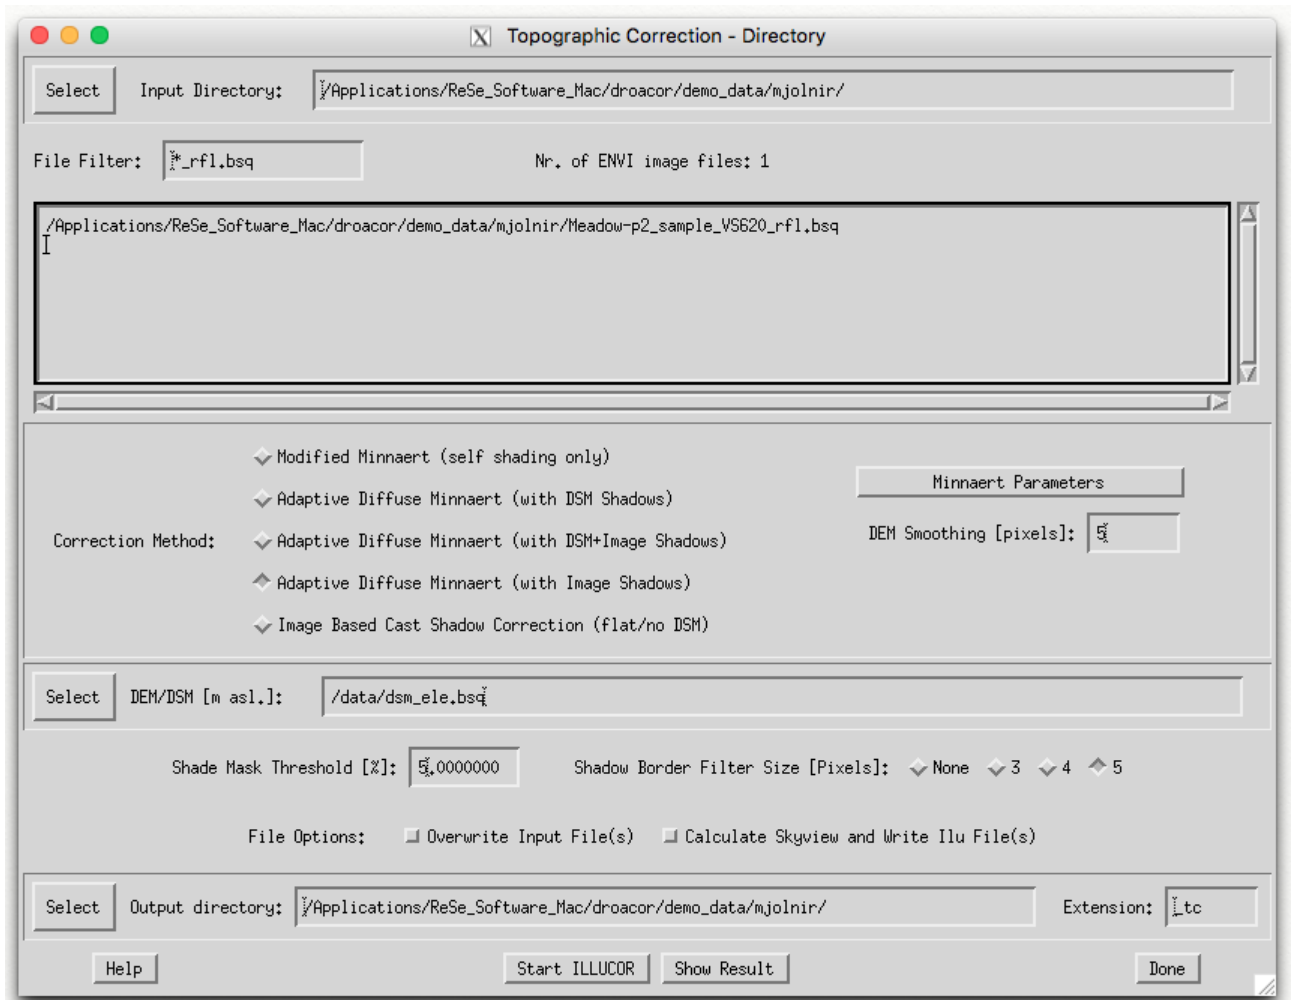 X Topographic Correction - Directory
Select Input Directory: /Applications/ReSe_Software_Mac/droacor/demo_data/mjolnir/
File Filter: *_rfl.bsq Nr. of ENVI image files: 1
/Applications/ReSe_Software_Mac/droacor/demo_data/mjolnir/Meadow-p2_sample_VS620_rfl.bsq
Modified Minnaert (self shading only)
Minnaert Parameters
Adaptive Diffuse Minnaert (with DSM Shadows)
DEM Smoothing [pixels]: 5
Correction Method: Adaptive Diffuse Minnaert (with DSM+Image Shadows)
Adaptive Diffuse Minnaert (with Image Shadows)
Image Based Cast Shadow Correction (flat/no DSM)
Select DEM/DSM [m asl.]: /data/dsm_ele.bsq
Shade Mask Threshold [%]: 5.0000000 Shadow Border Filter Size [Pixels]: None 3 4 5
File Options: Overwrite Input File(s) Calculate Skyview and Write Ilu File(s)
Select Output directory: /Applications/ReSe_Software_Mac/droacor/demo_data/mjolnir/ Extension: _tc
Help Start ILLUCOR Show Result Done